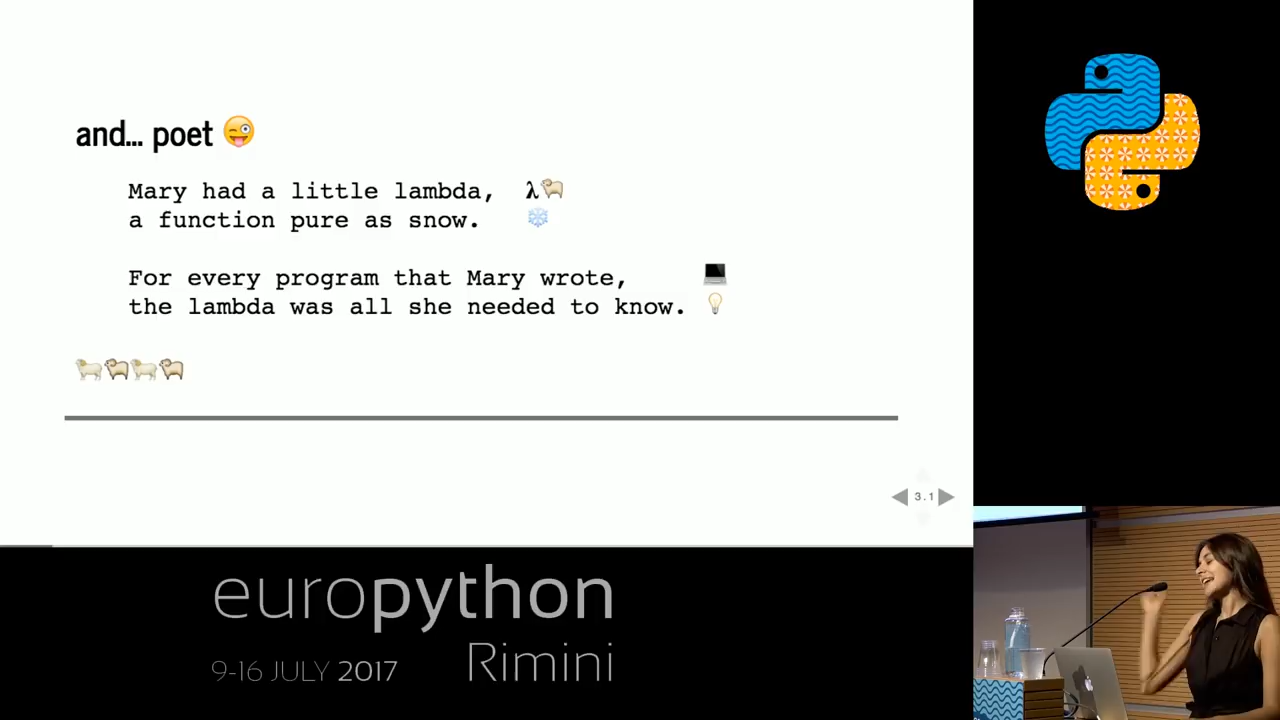 and... poet 😜
Mary had a little lambda, λ🐏
a function pure as snow. ❄
For every program that Mary wrote, 💻
the lambda was all she needed to know. 💡
🐑🐏🐑🐏
3.1
europython
Rimini
9-16 JULY 2017